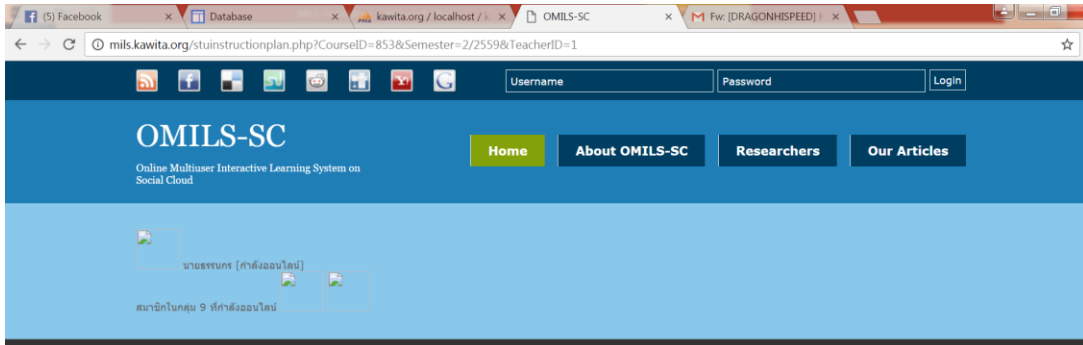 (5) Facebook
Database
kawita.org / localhost / k
OMILS-SC
Fw: [DRAGONHISPEED]
mils.kawita.org/stuinstructionplan.php?CourseID=853&Semester=2/2559&TeacherID=1
Username
Password
Login
OMILS-SC
Online Multiuser Interactive Learning System on
Social Cloud
Home
About OMILS-SC
Researchers
Our Articles
นายธรรนกร [กำลังออนไลน์]
สมาชิกในกลุ่ม 9 ที่กำลังออนไลน์